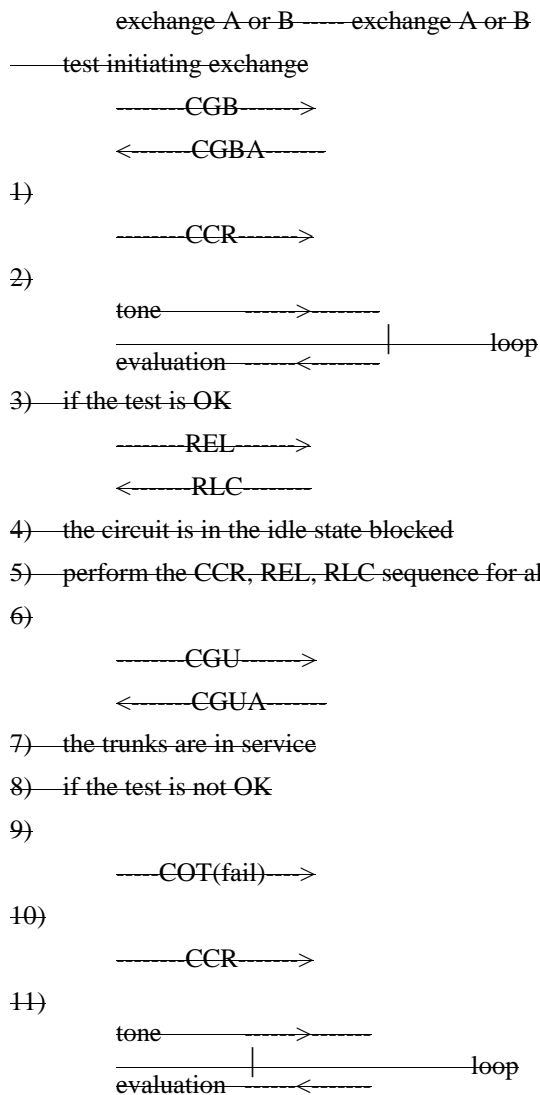 exchange A or B ----- exchange A or B
test initiating exchange
--------CGB------->
<-------CGBA-------
1)
--------CCR------->
2)
tone ------>--------
| loop
evaluation ------<--------
3) if the test is OK
--------REL------->
<-------RLC--------
4) the circuit is in the idle state blocked
5) perform the CCR, REL, RLC sequence for al
6)
--------CGU------->
<-------CGUA-------
7) the trunks are in service
8) if the test is not OK
9)
-----COT(fail)---->
10)
--------CCR------->
11)
tone ------>-------
| loop
evaluation ------<-------